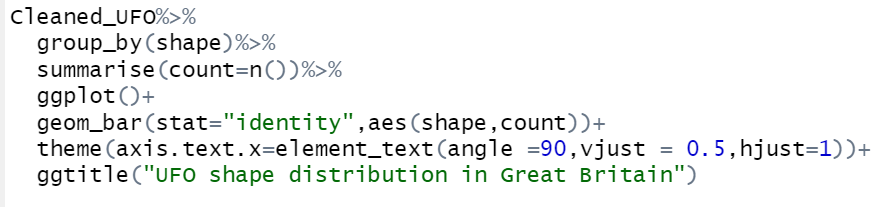 Cleaned_UFO%>%
  group_by(shape)%>%
  summarise(count=n())%>%
  ggplot()+
  geom_bar(stat="identity",aes(shape,count))+
  theme(axis.text.x=element_text(angle =90,vjust = 0.5,hjust=1))+
  ggtitle("UFO shape distribution in Great Britain")